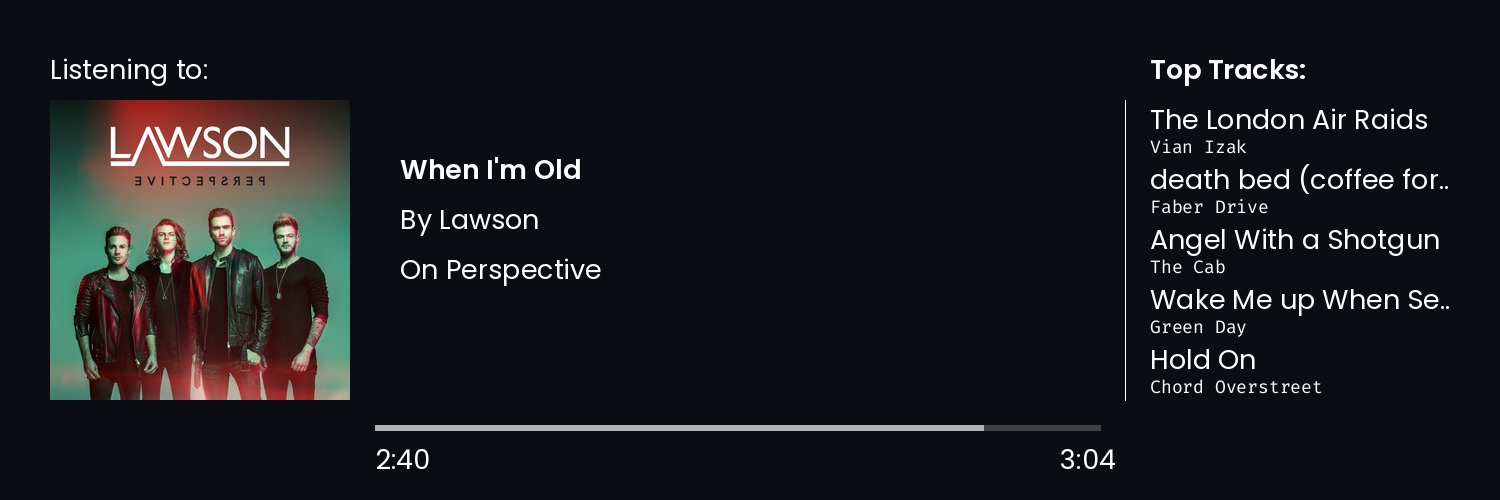 Listening to:
LAWSON
PERSPECTIVE
When I'm Old
By Lawson
On Perspective
2:40
3:04
Top Tracks:
The London Air Raids
Vian Izak
death bed (coffee for..
Faber Drive
Angel With a Shotgun
The Cab
Wake Me up When Se..
Green Day
Hold On
Chord Overstreet